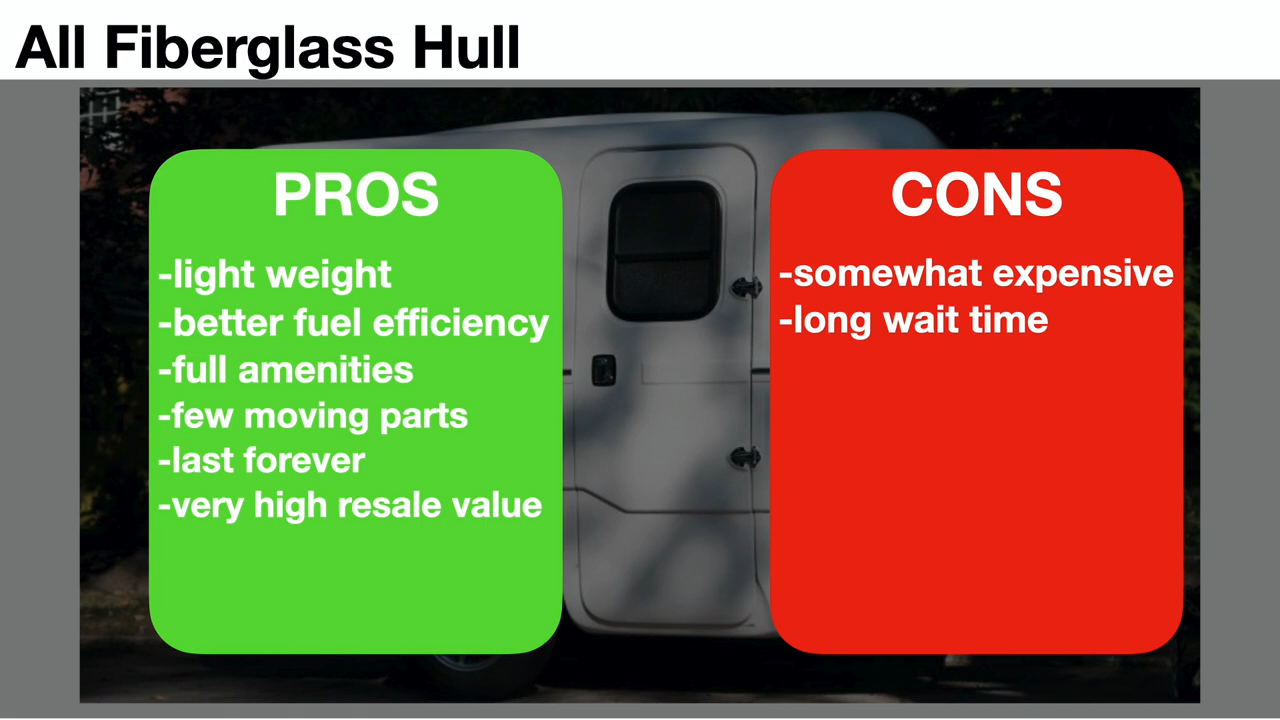 All Fiberglass Hull
PROS
-light weight
-better fuel efficiency
-full amenities
-few moving parts
-last forever
-very high resale value
CONS
-somewhat expensive
-long wait time